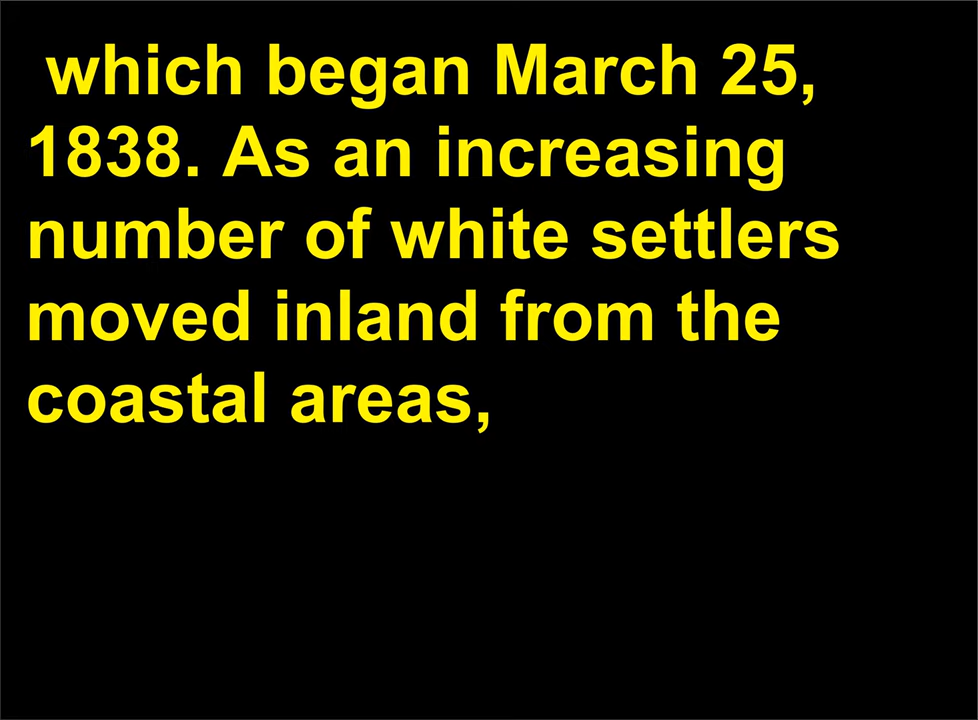 which began March 25,
1838. As an increasing
number of white settlers
moved inland from the
coastal areas,